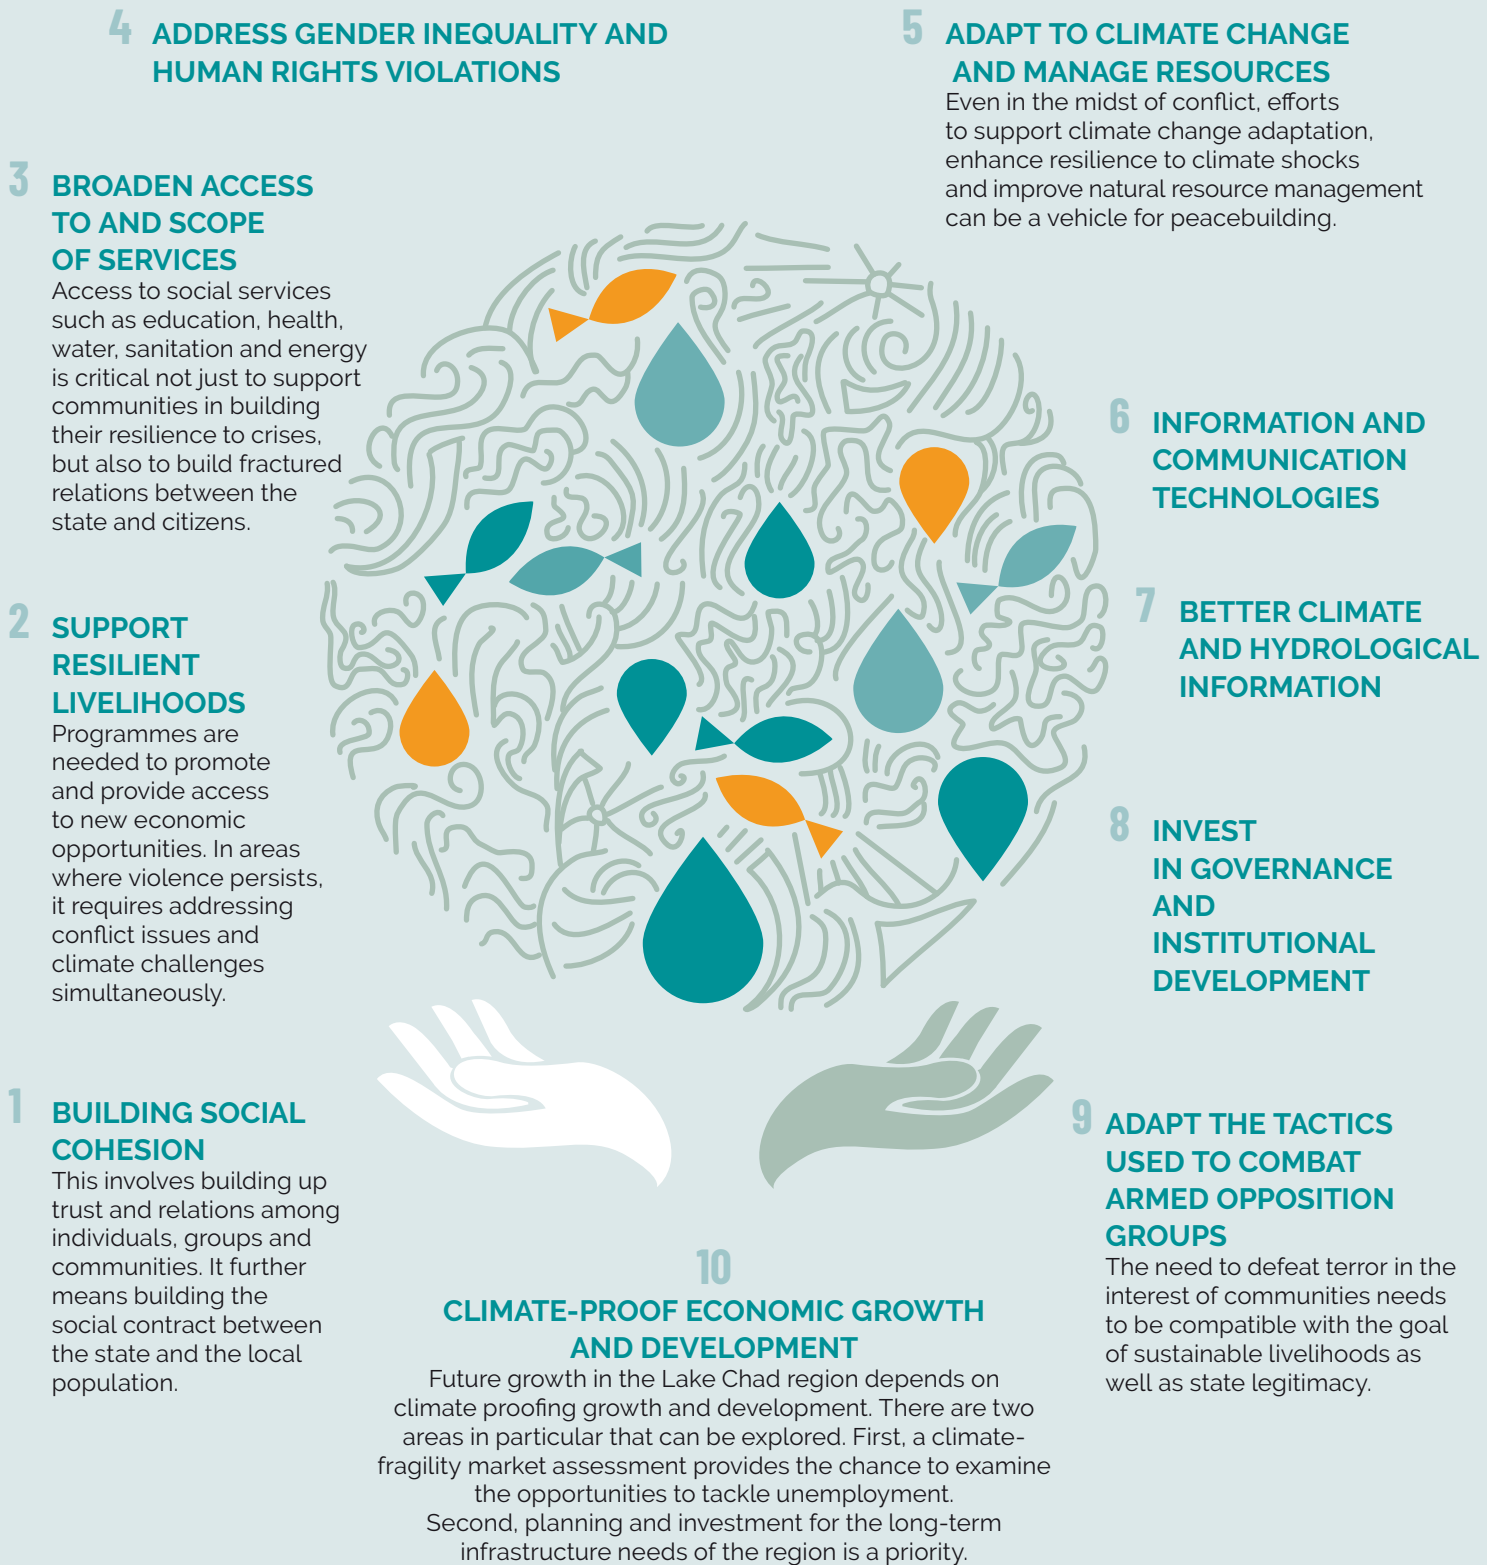 4 ADDRESS GENDER INEQUALITY AND
HUMAN RIGHTS VIOLATIONS
5 ADAPT TO CLIMATE CHANGE
AND MANAGE RESOURCES
Even in the midst of conflict, efforts
to support climate change adaptation,
enhance resilience to climate shocks
and improve natural resource management
can be a vehicle for peacebuilding.
3 BROADEN ACCESS
TO AND SCOPE
OF SERVICES
Access to social services
such as education, health,
water, sanitation and energy
is critical not just to support
communities in building
their resilience to crises,
but also to build fractured
relations between the
state and citizens.
6 INFORMATION AND
COMMUNICATION
TECHNOLOGIES
2 SUPPORT
RESILIENT
LIVELIHOODS
Programmes are
needed to promote
and provide access
to new economic
opportunities. In areas
where violence persists,
it requires addressing
conflict issues and
climate challenges
simultaneously.
7 BETTER CLIMATE
AND HYDROLOGICAL
INFORMATION
8 INVEST
IN GOVERNANCE
AND
INSTITUTIONAL
DEVELOPMENT
1 BUILDING SOCIAL
COHESION
This involves building up
trust and relations among
individuals, groups and
communities. It further
means building the
social contract between
the state and the local
population.
9 ADAPT THE TACTICS
USED TO COMBAT
ARMED OPPOSITION
GROUPS
The need to defeat terror in the
interest of communities needs
to be compatible with the goal
of sustainable livelihoods as
well as state legitimacy.
10
CLIMATE-PROOF ECONOMIC GROWTH
AND DEVELOPMENT
Future growth in the Lake Chad region depends on
climate proofing growth and development. There are two
areas in particular that can be explored. First, a climate-
fragility market assessment provides the chance to examine
the opportunities to tackle unemployment.
Second, planning and investment for the long-term
infrastructure needs of the region is a priority.